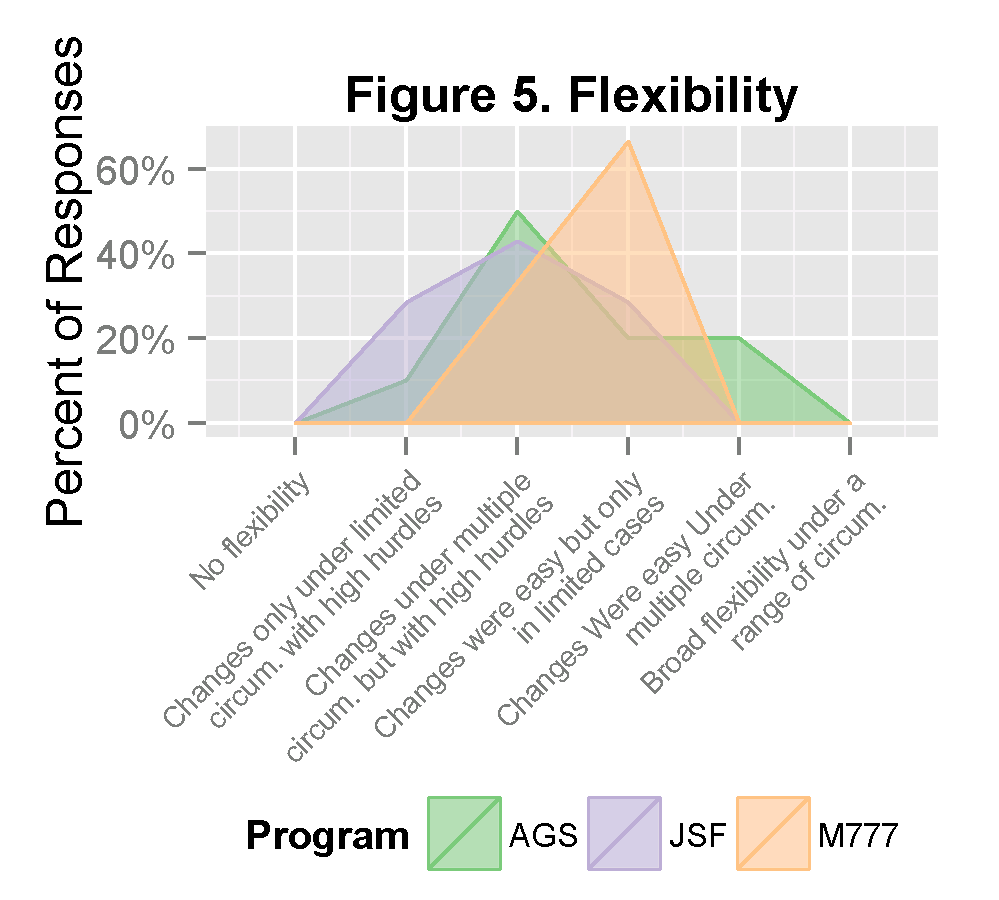 Figure 5. Flexibility
Percent of Responses
60%
40%
20%
0%
No flexibility
Changes only under limited
circum. with high hurdles
Changes under multiple
circum. but with high hurdles
Changes were easy but only
in limited cases
Changes Were easy Under
multiple circum.
Broad flexibility under a
range of circum.
Program AGS JSF M777